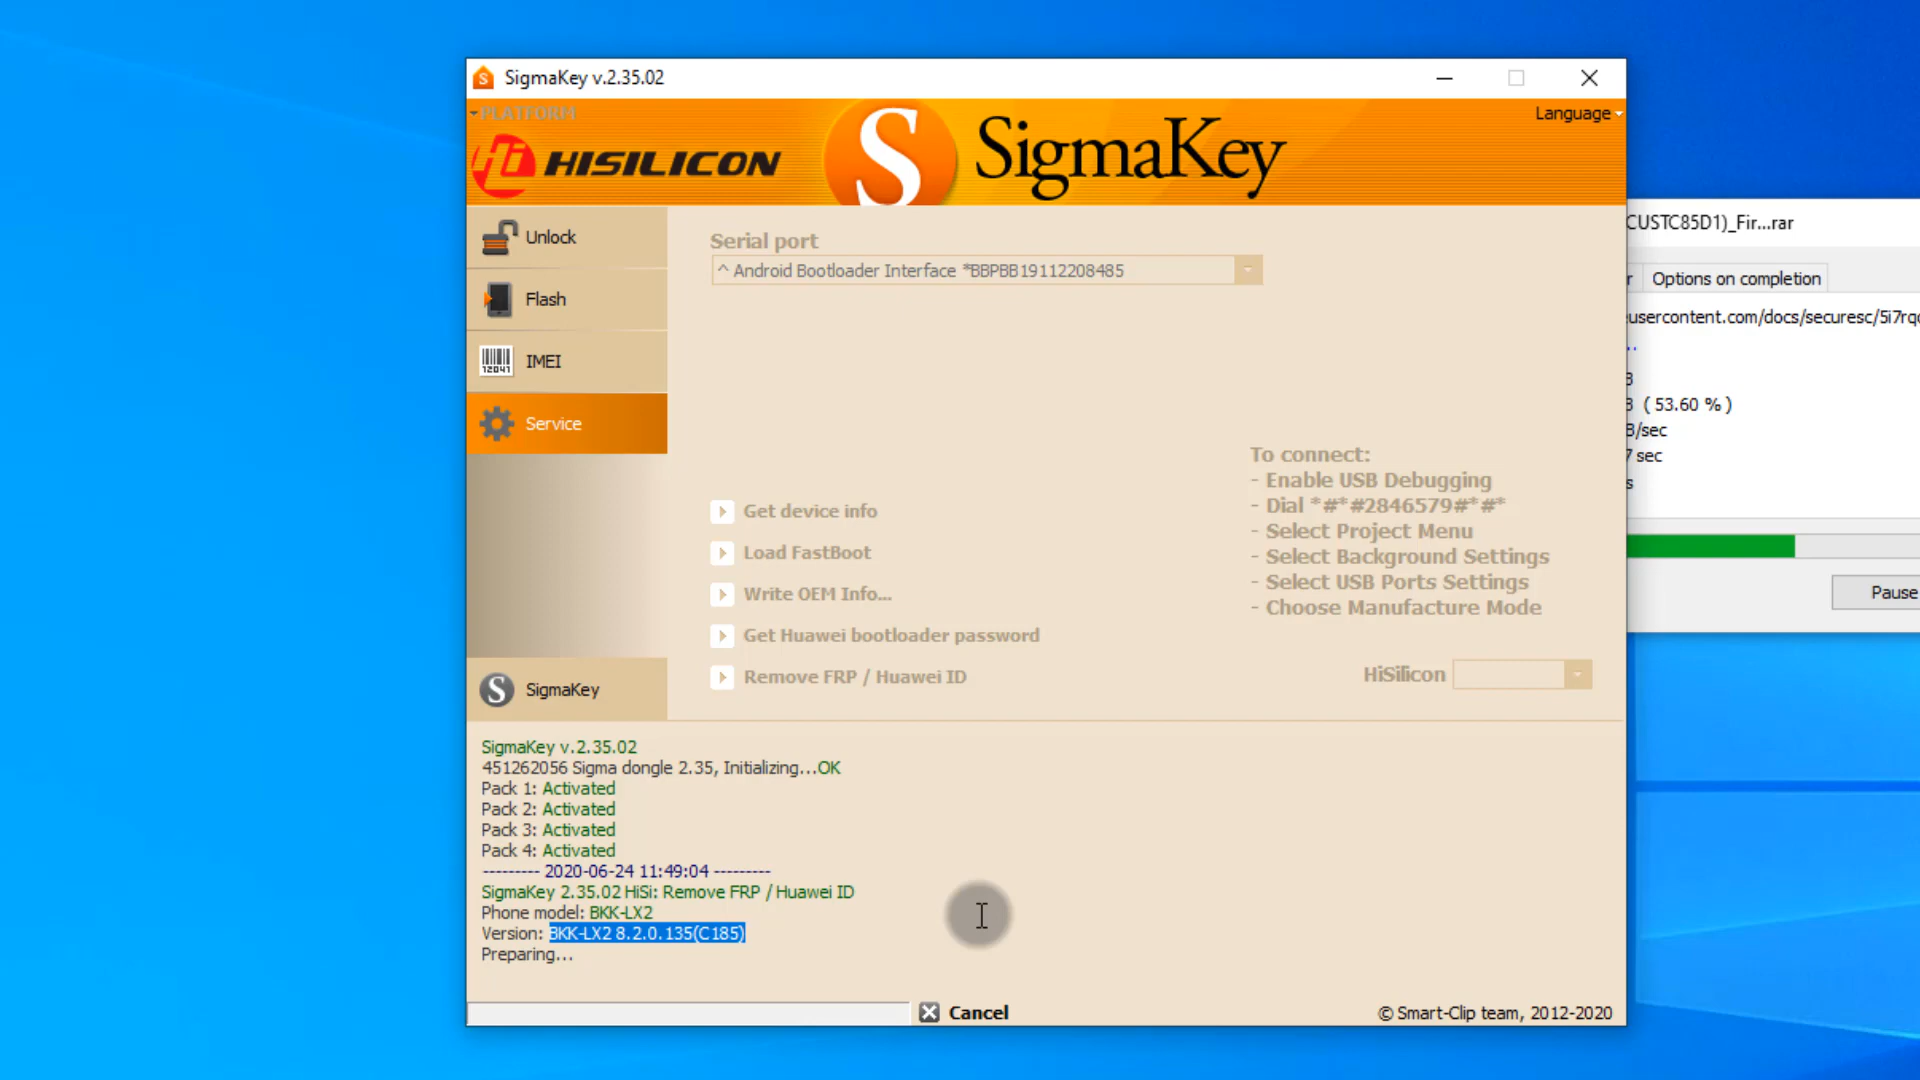 SigmaKey v.2.35.02
PLATFORM
Language
HISILICON
SigmaKey
Unlock
Flash
IMEI
Service
SigmaKey
Serial port
^ Android Bootloader Interface *BBPBB19112208485
Get device info
Load FastBoot
Write OEM Info...
Get Huawei bootloader password
Remove FRP / Huawei ID
To connect:
- Enable USB Debugging
- Dial *#*#2846579#*#*
- Select Project Menu
- Select Background Settings
- Select USB Ports Settings
- Choose Manufacture Mode
HiSilicon
SigmaKey v.2.35.02
451262056 Sigma dongle 2.35, Initializing...OK
Pack 1: Activated
Pack 2: Activated
Pack 3: Activated
Pack 4: Activated
--------- 2020-06-24 11:49:04 ---------
SigmaKey 2.35.02 HiSi: Remove FRP / Huawei ID
Phone model: BKK-LX2
Version: BKK-LX2 8.2.0.135(C185)
Preparing...
Cancel
© Smart-Clip team, 2012-2020
CUSTC85D1)_Fir...rar
Options on completion
usercontent.com/docs/securesc/5i7rq
( 53.60 % )
/sec
sec
Pause